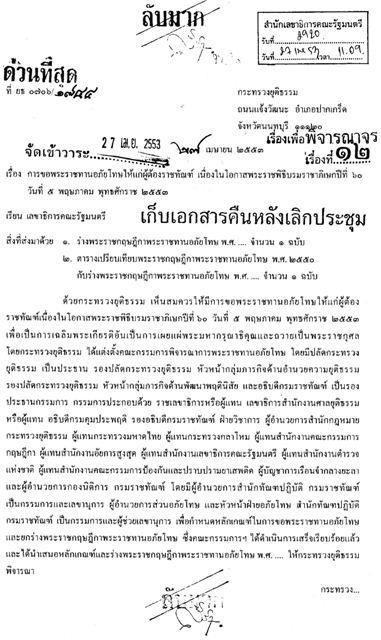 ลับมาก
สำนักเลขาธิการคณะรัฐมนตรี
๓๙๒๐
วันที่ ๒๗ เม.ย ๕๓ เวลา 11.09
ด่วนที่สุด
ที่ ยธ ๐๗๐๖/๑๗๘๕
กระทรวงยุติธรรม
ถนนแจ้งวัฒนะ อำเภอปากเกร็ด
จังหวัดนนทบุรี ๑๑๑๒๐
จัดเข้าวาระ 27 เม.ย. 2553
๒๗ เมษายน ๒๕๕๓
เรื่องเพื่อพิจารณาจร
เรื่องที่ ๑๒
เรื่อง การขอพระราชทานอภัยโทษให้แก่ผู้ต้องราชทัณฑ์ เนื่องในโอกาสพระราชพิธีบรมราชาภิเษกปีที่ ๖๐
วันที่ ๕ พฤษภาคม พุทธศักราช ๒๕๕๓
เรียน เลขาธิการคณะรัฐมนตรี
เก็บเอกสารคืนหลังเลิกประชุม
สิ่งที่ส่งมาด้วย ๑. ร่างพระราชกฤษฎีกาพระราชทานอภัยโทษ พ.ศ. .... จำนวน ๑ ฉบับ
๒. ตารางเปรียบเทียบพระราชกฤษฎีกาพระราชทานอภัยโทษ พ.ศ.๒๕๕๐
กับร่างพระราชกฤษฎีกาพระราชทานอภัยโทษ พ.ศ. .... จำนวน ๑ ฉบับ
ด้วยกระทรวงยุติธรรม เห็นสมควรให้มีการขอพระราชทานอภัยโทษให้แก่ผู้ต้อง
ราชทัณฑ์เนื่องในโอกาสพระราชพิธีบรมราชาภิเษกปีที่ ๖๐ วันที่ ๕ พฤษภาคม พุทธศักราช ๒๕๕๓
เพื่อเป็นการเฉลิมพระเกียรติอันเป็นการเผยแผ่พระมหากรุณาธิคุณและถวายเป็นพระราชกุศล
โดยกระทรวงยุติธรรม ได้แต่งตั้งคณะกรรมการพิจารณาการพระราชทานอภัยโทษ โดยมีปลัดกระทรวง
ยุติธรรม เป็นประธาน รองปลัดกระทรวงยุติธรรม หัวหน้ากลุ่มภารกิจด้านอำนวยความยุติธรรม
รองปลัดกระทรวงยุติธรรม หัวหน้ากลุ่มภารกิจด้านพัฒนาพฤตินิสัย และอธิบดีกรมราชทัณฑ์ เป็นรอง
ประธานกรรมการ กรรมการประกอบด้วย ราชเลขาธิการหรือผู้แทน เลขาธิการสำนักงานศาลยุติธรรม
หรือผู้แทน อธิบดีกรมคุมประพฤติ รองอธิบดีกรมราชทัณฑ์ ฝ่ายวิชาการ ผู้อำนวยการสำนักกฎหมาย
กระทรวงยุติธรรม ผู้แทนกระทรวงมหาดไทย ผู้แทนกระทรวงกลาโหม ผู้แทนสำนักงานคณะกรรมการ
กฤษฎีกา ผู้แทนสำนักงานอัยการสูงสุด ผู้แทนสำนักงานเลขาธิการคณะรัฐมนตรี ผู้แทนสำนักงานตำรวจ
แห่งชาติ ผู้แทนสำนักงานคณะกรรมการป้องกันและปราบปรามยาเสพติด ผู้บัญชาการเรือนจำกลางยะลา
และผู้อำนวยการกองนิติการ กรมราชทัณฑ์ โดยมีผู้อำนวยการสำนักทัณฑปฏิบัติ กรมราชทัณฑ์
เป็นกรรมการและเลขานุการ ผู้อำนวยการส่วนอภัยโทษ และหัวหน้าฝ่ายอภัยโทษ สำนักทัณฑปฏิบัติ
กรมราชทัณฑ์ เป็นกรรมการและผู้ช่วยเลขานุการ เพื่อกำหนดหลักเกณฑ์ในการขอพระราชทานอภัยโทษ
และยกร่างพระราชกฤษฎีกาพระราชทานอภัยโทษ ซึ่งคณะกรรมการฯ ได้ดำเนินการเสร็จเรียบร้อยแล้ว
และได้นำเสนอหลักเกณฑ์และร่างพระราชกฤษฎีกาพระราชทานอภัยโทษ พ.ศ. .... ให้กระทรวงยุติธรรม
พิจารณา
กระทรวง...
ลับมาก